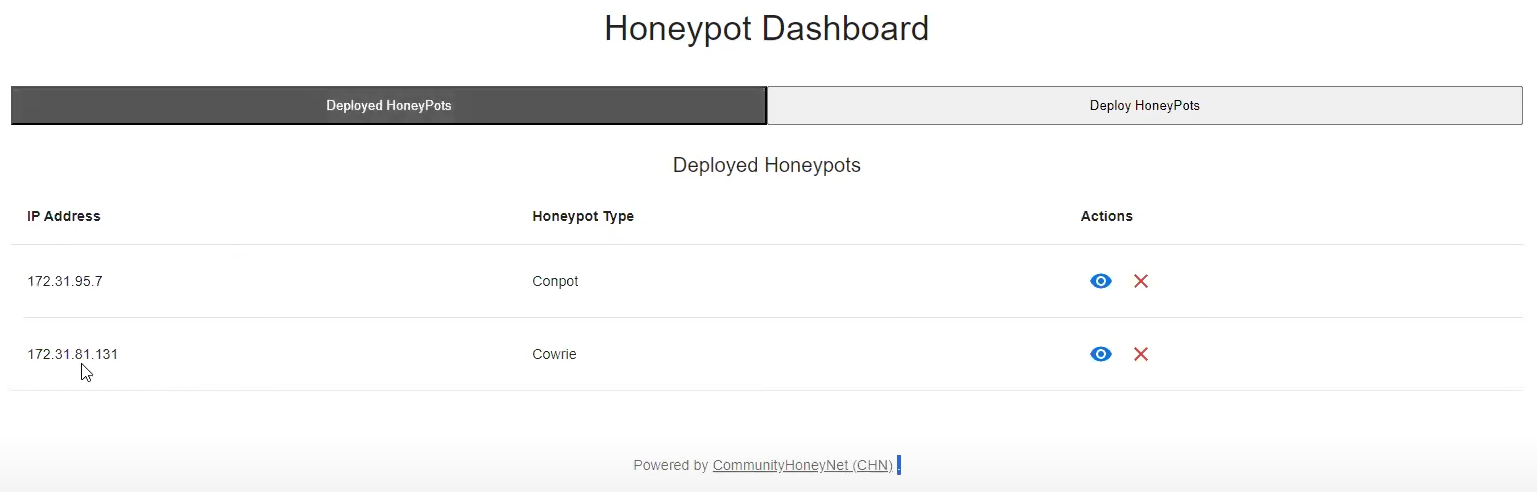 Honeypot Dashboard
Deployed HoneyPots Deploy HoneyPots
Deployed Honeypots
IP Address Honeypot Type Actions
172.31.95.7 Conpot
172.31.81.131 Cowrie
Powered by CommunityHoneyNet (CHN) .